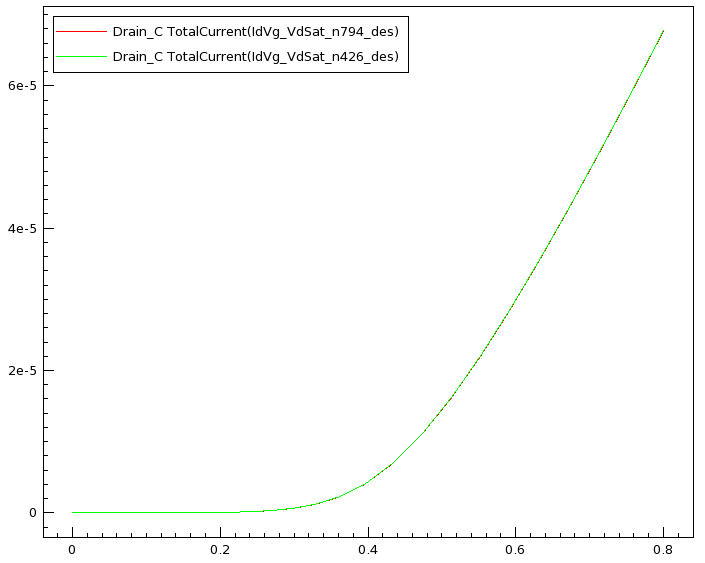 Drain_C TotalCurrent(IdVg_VdSat_n794_des)
Drain_C TotalCurrent(IdVg_VdSat_n426_des)
6e-5
4e-5
2e-5
0
0 0.2 0.4 0.6 0.8